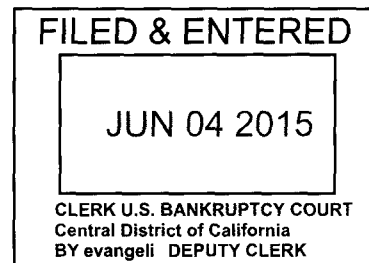 FILED & ENTERED
JUN 04 2015
CLERK U.S. BANKRUPTCY COURT
Central District of California
BY evangeli DEPUTY CLERK